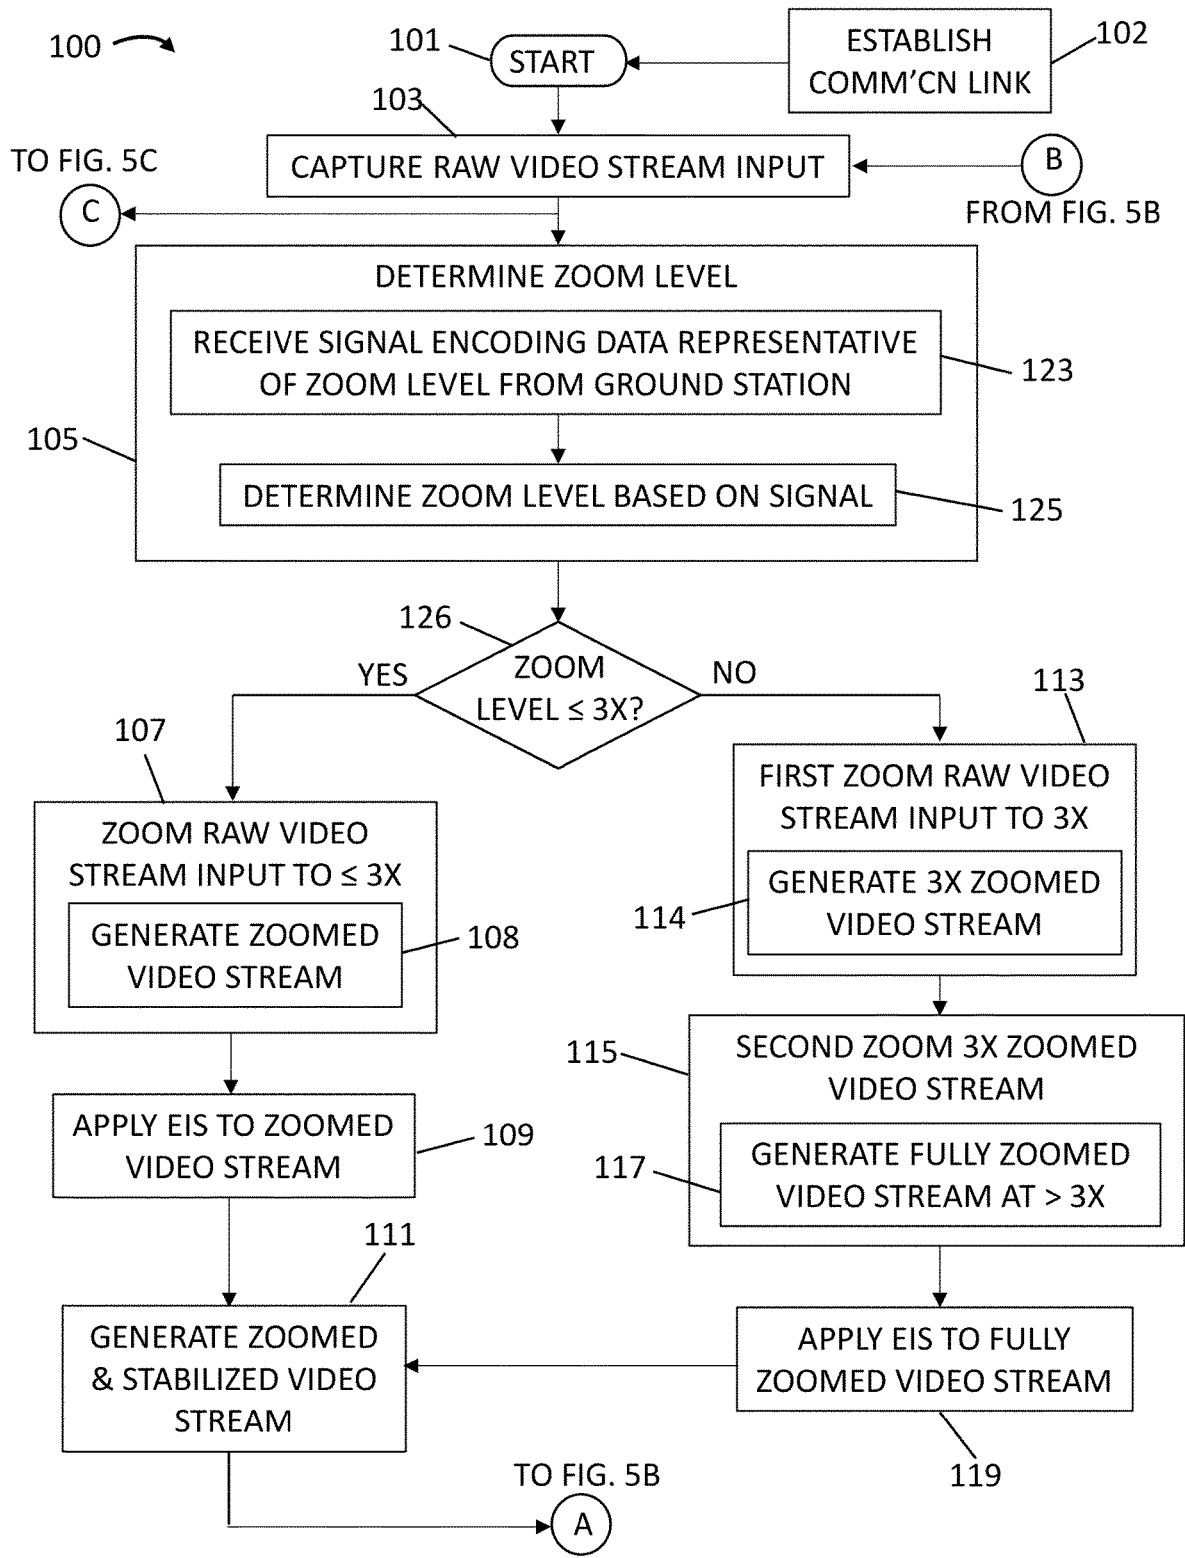 100
101
START
ESTABLISH
COMM'CN LINK
102
103
CAPTURE RAW VIDEO STREAM INPUT
B
FROM FIG. 5B
TO FIG. 5C
C
DETERMINE ZOOM LEVEL
RECEIVE SIGNAL ENCODING DATA REPRESENTATIVE
OF ZOOM LEVEL FROM GROUND STATION
123
105
DETERMINE ZOOM LEVEL BASED ON SIGNAL
125
126
ZOOM
LEVEL ≤ 3X?
YES
NO
107
ZOOM RAW VIDEO
STREAM INPUT TO ≤ 3X
GENERATE ZOOMED
VIDEO STREAM
108
113
FIRST ZOOM RAW VIDEO
STREAM INPUT TO 3X
GENERATE 3X ZOOMED
VIDEO STREAM
114
115
SECOND ZOOM 3X ZOOMED
VIDEO STREAM
GENERATE FULLY ZOOMED
VIDEO STREAM AT > 3X
117
APPLY EIS TO ZOOMED
VIDEO STREAM
109
111
GENERATE ZOOMED
& STABILIZED VIDEO
STREAM
APPLY EIS TO FULLY
ZOOMED VIDEO STREAM
119
TO FIG. 5B
A